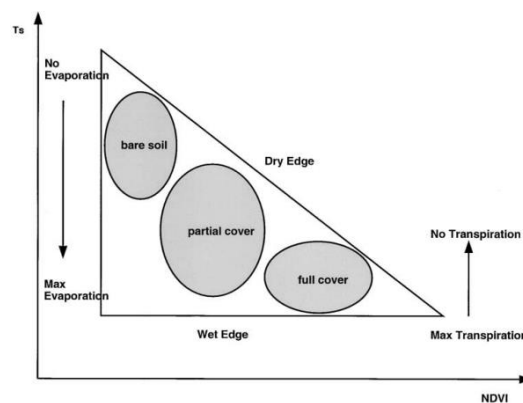 Ts
No
Evaporation
bare soil
Dry Edge
partial cover
No Transpiration
full cover
Max
Evaporation
Wet Edge
Max Transpiration
NDVI